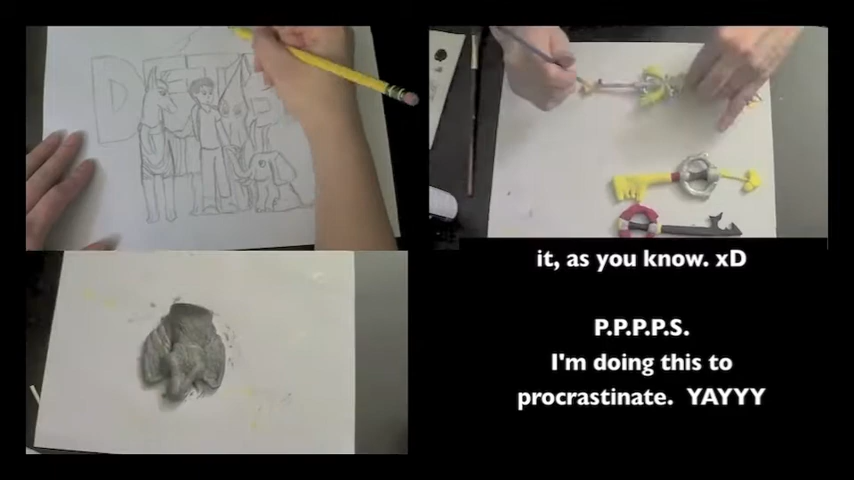 it, as you know. xD
P.P.P.P.S.
I'm doing this to
procrastinate. YAYYY